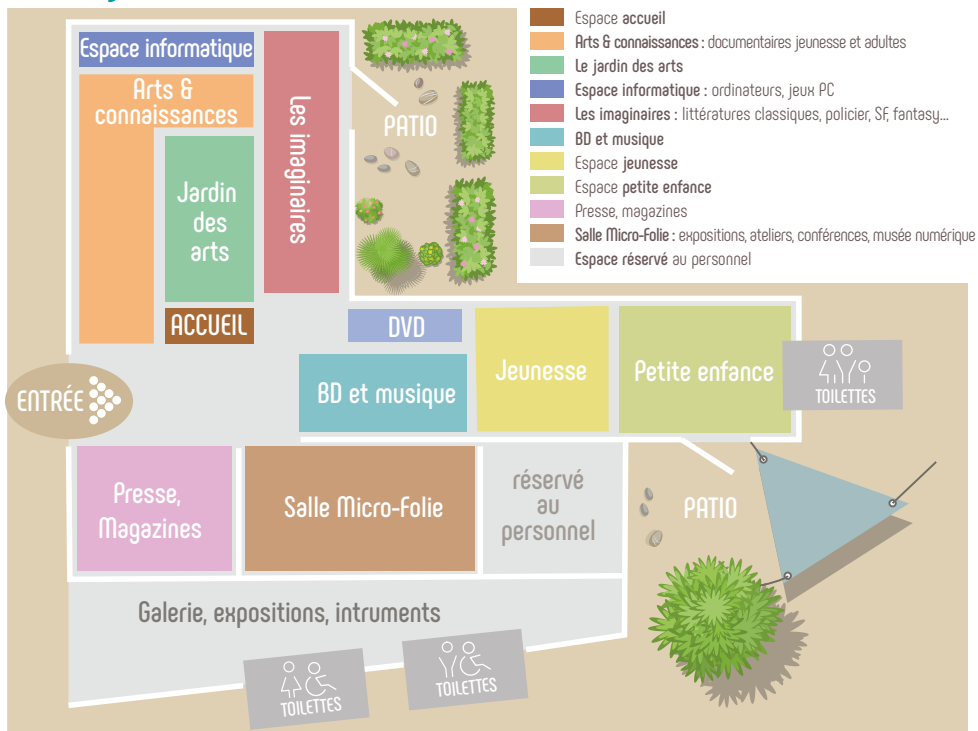 Espace informatique
Arts &
connaissances
Les imaginaires
Jardin
des
arts
ACCUEIL
PATIO
DVD
BD et musique
Jeunesse
Petite enfance
TOILETTES
ENTRÉE
Presse,
Magazines
Salle Micro-Folie
réservé
au
personnel
PATIO
Galerie, expositions, intruments
TOILETTES
TOILETTES
Espace accueil
Arts & connaissances : documentaires jeunesse et adultes
Le jardin des arts
Espace informatique : ordinateurs, jeux PC
Les imaginaires : littératures classiques, policier, SF, fantasy...
BD et musique
Espace jeunesse
Espace petite enfance
Presse, magazines
Salle Micro-Folie : expositions, ateliers, conférences, musée numérique
Espace réservé au personnel